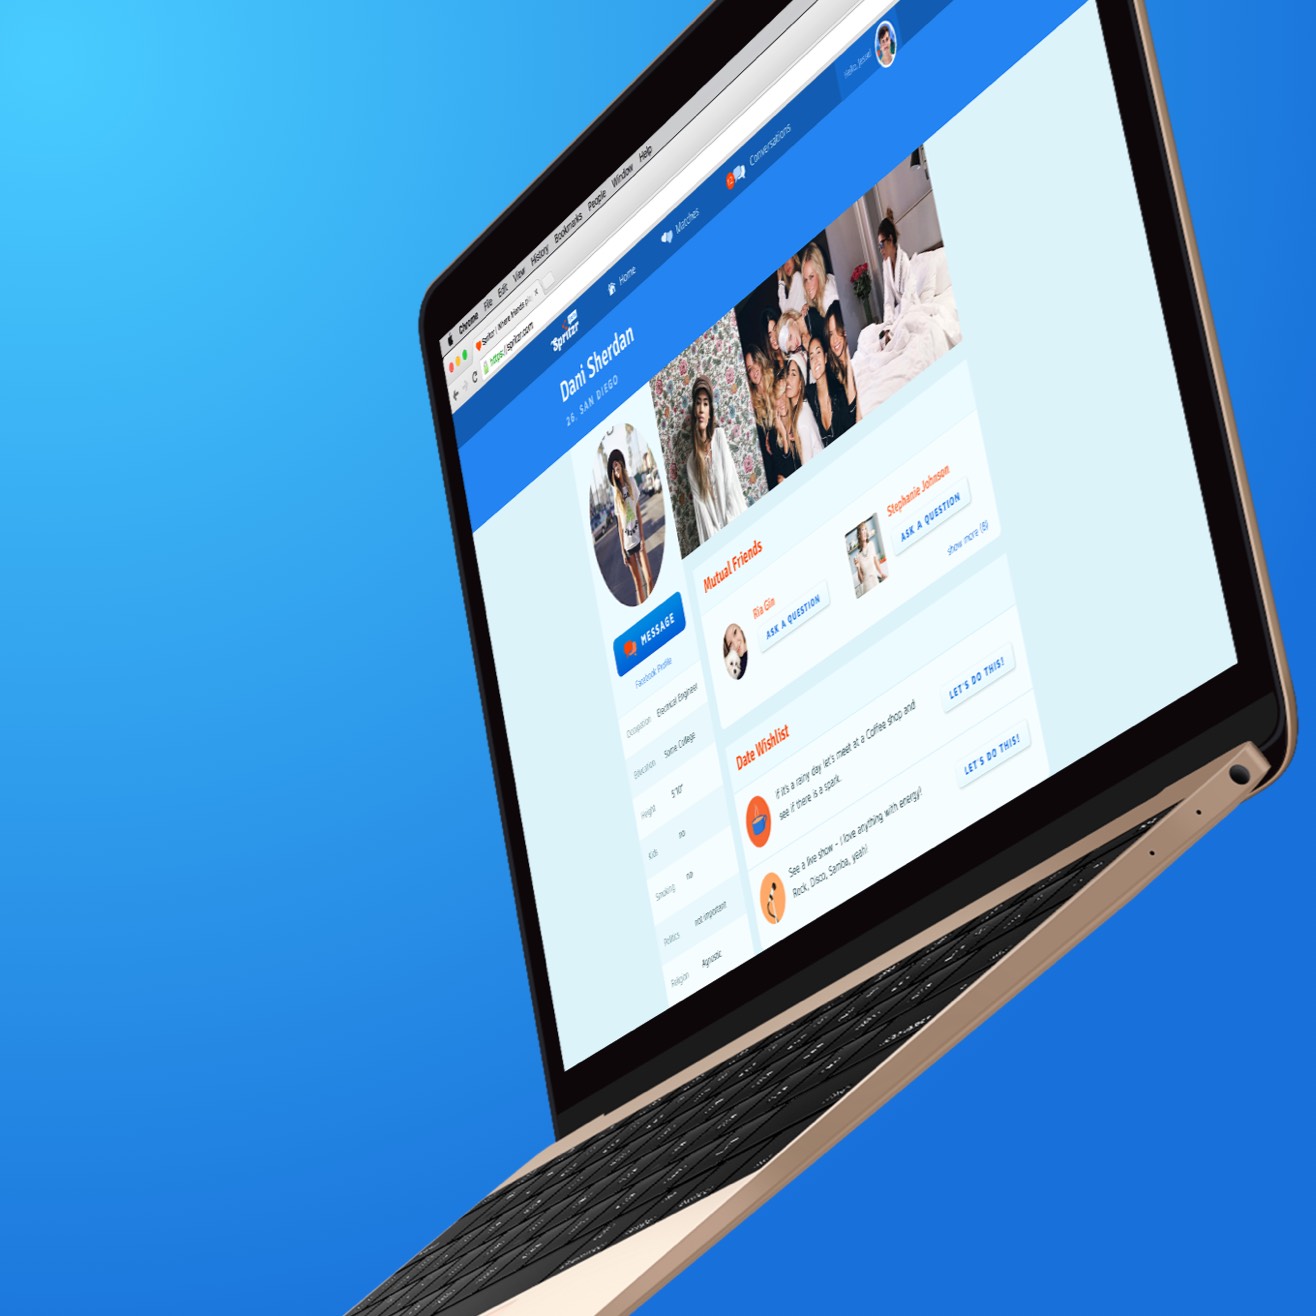 Chrome File Edit View History Bookmarks People Window Help
Spritzr | Where friends pl
https://spritzr.com
Spritzr
Home
Matches
Conversations
Hello, Jesse!
Dani Sherdan
26, SAN DIEGO
MESSAGE
Facebook Profile
Occupation Electrical Engineer
Education Some College
Height 5'10"
Kids no
Smoking no
Politics not important
Religion Agnostic
Mutual Friends
Ria Gin
ASK A QUESTION
Stephanie Johnson
ASK A QUESTION
show more (8)
Date Wishlist
If it's a rainy day let's meet at a Coffee shop and
see if there is a spark.
LET'S DO THIS!
See a live show – I love anything with energy!
Rock, Disco, Samba, yeah!
LET'S DO THIS!